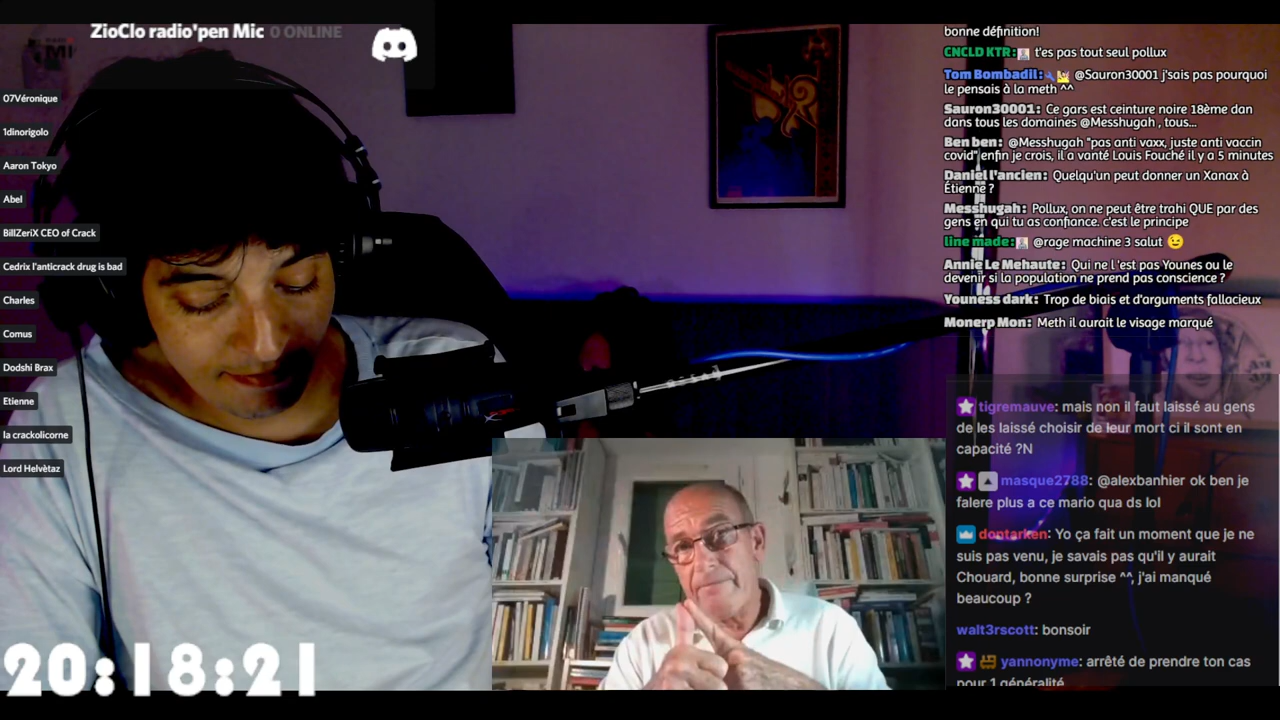 ZioClo radio'pen Mic 0 ONLINE
07Véronique
1dinorigolo
Aaron Tokyo
Abel
BillZeriX CEO of Crack
Cedrix l'anticrack drug is bad
Charles
Comus
Dodshi Brax
Etienne
la crackolicorne
Lord Helvètaz
20:18:21
bonne définition!
CNCLD KTR: t'es pas tout seul pollux
Tom Bombadil: @Sauron30001 j'sais pas pourquoi
le pensais à la meth ^^
Sauron30001: Ce gars est ceinture noire 18ème dan
dans tous les domaines @Messhugah , tous...
Ben ben: @Messhugah "pas anti vaxx, juste anti vaccin
covid" enfin je crois, il a vanté Louis Fouché il y a 5 minutes
Daniel l'ancien: Quelqu'un peut donner un Xanax à
Étienne ?
Messhugah: Pollux, on ne peut être trahi QUE par des
gens en qui tu as confiance. c'est le principe
line made: @rage machine 3 salut 😉
Annie Le Mehaute: Qui ne l 'est pas Younes ou le
devenir si la population ne prend pas conscience ?
Youness dark: Trop de biais et d'arguments fallacieux
Monerp Mon: Meth il aurait le visage marqué
tigremauve: mais non il faut laissé au gens
de les laissé choisir de leur mort ci il sont en
capacité ?N
masque2788: @alexbanhier ok ben je
falere plus a ce mario qua ds lol
dontarken: Yo ça fait un moment que je ne
suis pas venu, je savais pas qu'il y aurait
Chouard, bonne surprise ^^, j'ai manqué
beaucoup ?
walt3rscott: bonsoir
yannonyme: arrêté de prendre ton cas
pour 1 généralité